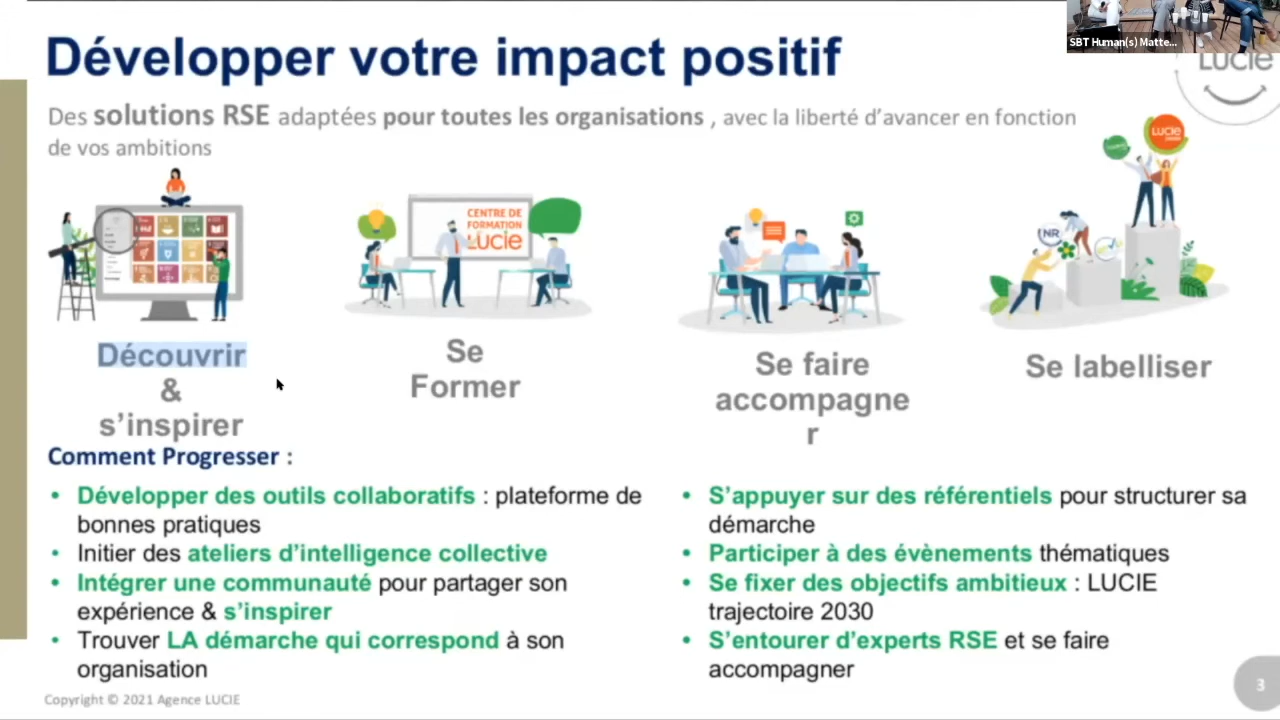 Développer votre impact positif
SBT Human(s) Matte...
LUCIE
Des solutions RSE adaptées pour toutes les organisations , avec la liberté d’avancer en fonction
de vos ambitions
CENTRE DE
FORMATION
LUCIE
Lucie
NR
Découvrir
&
s’inspirer
Se
Former
Se faire
accompagne
r
Se labelliser
Comment Progresser :
• Développer des outils collaboratifs : plateforme de
bonnes pratiques
• Initier des ateliers d’intelligence collective
• Intégrer une communauté pour partager son
expérience & s’inspirer
• Trouver LA démarche qui correspond à son
organisation
• S’appuyer sur des référentiels pour structurer sa
démarche
• Participer à des évènements thématiques
• Se fixer des objectifs ambitieux : LUCIE
trajectoire 2030
• S’entourer d’experts RSE et se faire
accompagner
Copyright © 2021 Agence LUCIE
3